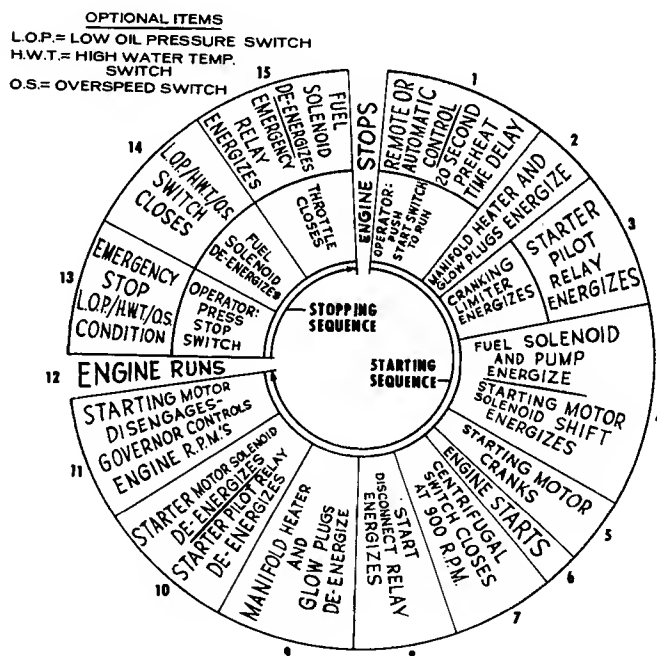 OPTIONAL ITEMS
L.O.P.= LOW OIL PRESSURE SWITCH
H.W.T.= HIGH WATER TEMP.
SWITCH
O.S.= OVERSPEED SWITCH
1
REMOTE OR
AUTOMATIC
CONTROL
20 SECOND
PREHEAT
TIME DELAY
OPERATOR:
PUSH
START SWITCH
TO RUN
2
MANIFOLD HEATER AND
GLOW PLUGS ENERGIZE
3
STARTER
PILOT
RELAY
ENERGIZES
CRANKING
LIMITER
ENERGIZES
FUEL SOLENOID
AND PUMP
ENERGIZE
STARTING MOTOR
SOLENOID SHIFT
ENERGIZES
5
STARTING MOTOR
CRANKS
6
ENGINE STARTS
7
CENTRIFUGAL
SWITCH CLOSES
AT 900 R.P.M.
START
DISCONNECT RELAY
ENERGIZES
9
MANIFOLD HEATER
AND
GLOW PLUGS
DE-ENERGIZE
10
STARTER MOTOR SOLENOID
DE-ENERGIZES
STARTER PILOT RELAY
DE-ENERGIZES
11
STARTING MOTOR
DISENGAGES-
GOVERNOR CONTROLS
ENGINE R.P.M.'S
12
ENGINE RUNS
13
EMERGENCY
STOP
L.O.P./H.W.T./O.S.
CONDITION
OPERATOR:
PRESS
STOP
SWITCH
14
L.O.P./H.W.T./O.S.
SWITCH
CLOSES
FUEL
SOLENOID
DE-ENERGIZES
15
FUEL
SOLENOID
DE-ENERGIZES
EMERGENCY
RELAY
ENERGIZES
THROTTLE
CLOSES
ENGINE STOPS
STOPPING
SEQUENCE
STARTING
SEQUENCE